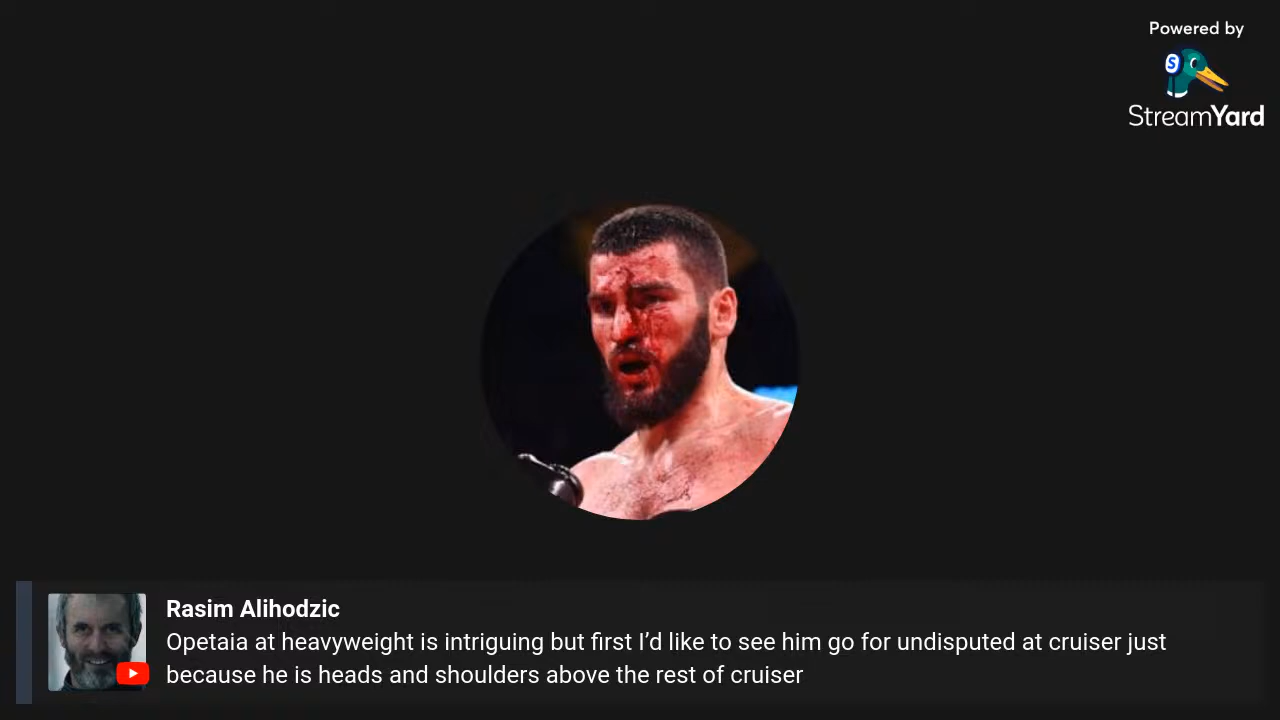 Powered by
S
StreamYard
Rasim Alihodzic
Opetaia at heavyweight is intriguing but first I’d like to see him go for undisputed at cruiser just
because he is heads and shoulders above the rest of cruiser